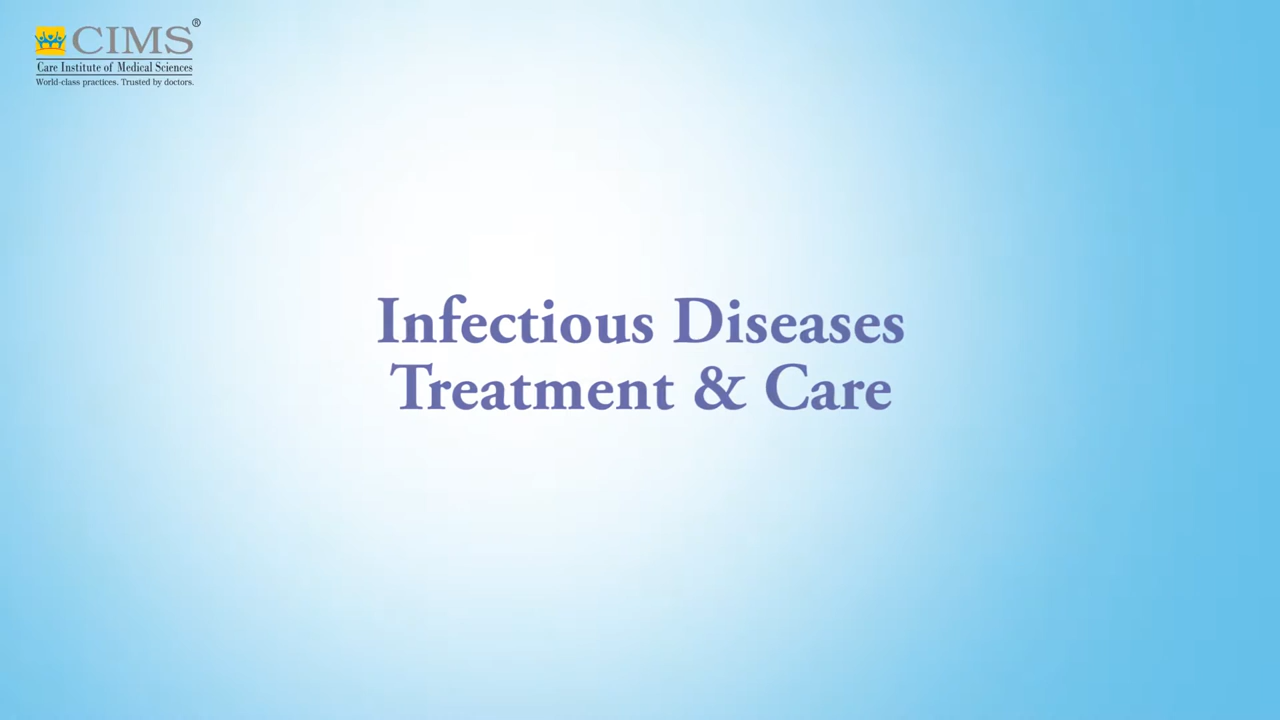 CIMS®
Care Institute of Medical Sciences
World-class practices. Trusted by doctors.
Infectious Diseases
Treatment & Care